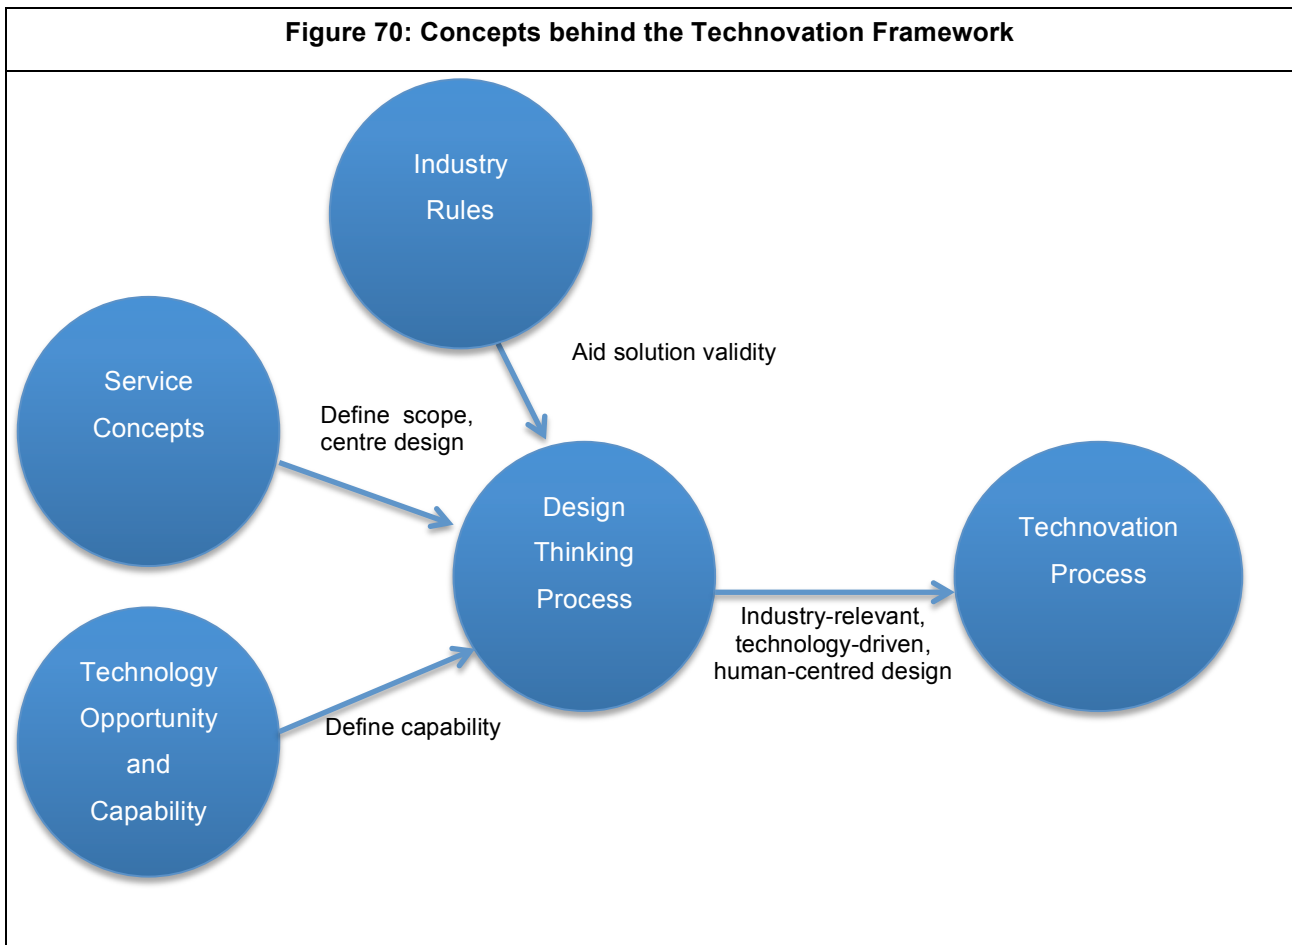 Figure 70: Concepts behind the Technovation Framework
Industry
Rules
Aid solution validity
Service
Concepts
Define scope,
centre design
Design
Thinking
Process
Technovation
Process
Industry-relevant,
technology-driven,
human-centred design
Technology
Opportunity
and
Capability
Define capability